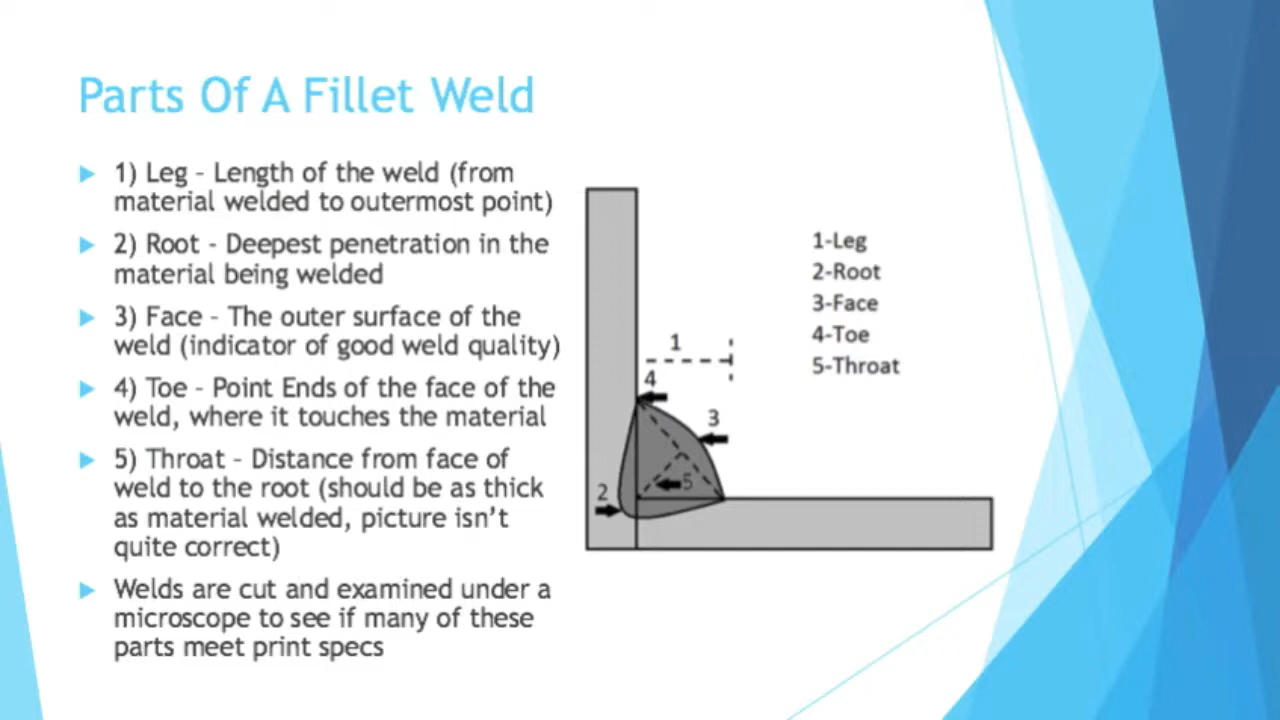 Parts Of A Fillet Weld
1) Leg – Length of the weld (from
material welded to outermost point)
2) Root - Deepest penetration in the
material being welded
3) Face – The outer surface of the
weld (indicator of good weld quality)
4) Toe – Point Ends of the face of the
weld, where it touches the material
5) Throat – Distance from face of
weld to the root (should be as thick
as material welded, picture isn't
quite correct)
Welds are cut and examined under a
microscope to see if many of these
parts meet print specs
1
4
3
5
2
1-Leg
2-Root
3-Face
4-Toe
5-Throat